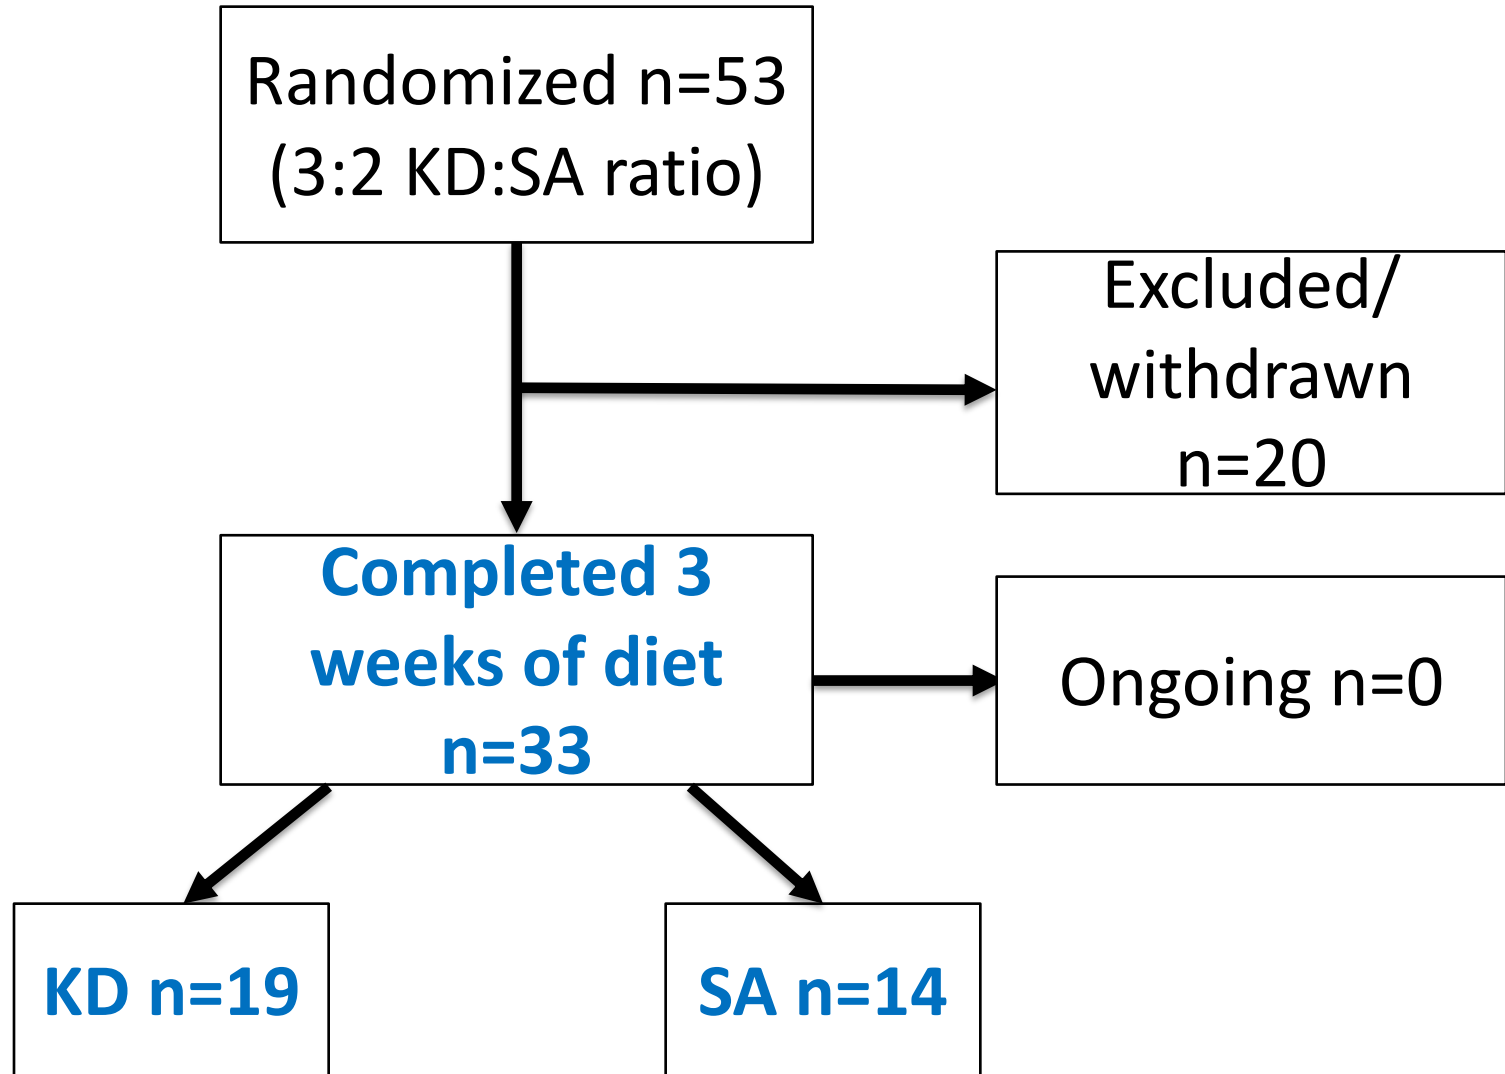 Randomized n=53
(3:2 KD:SA ratio)
Excluded/
withdrawn
n=20
Completed 3
weeks of diet
n=33
Ongoing n=0
KD n=19
SA n=14